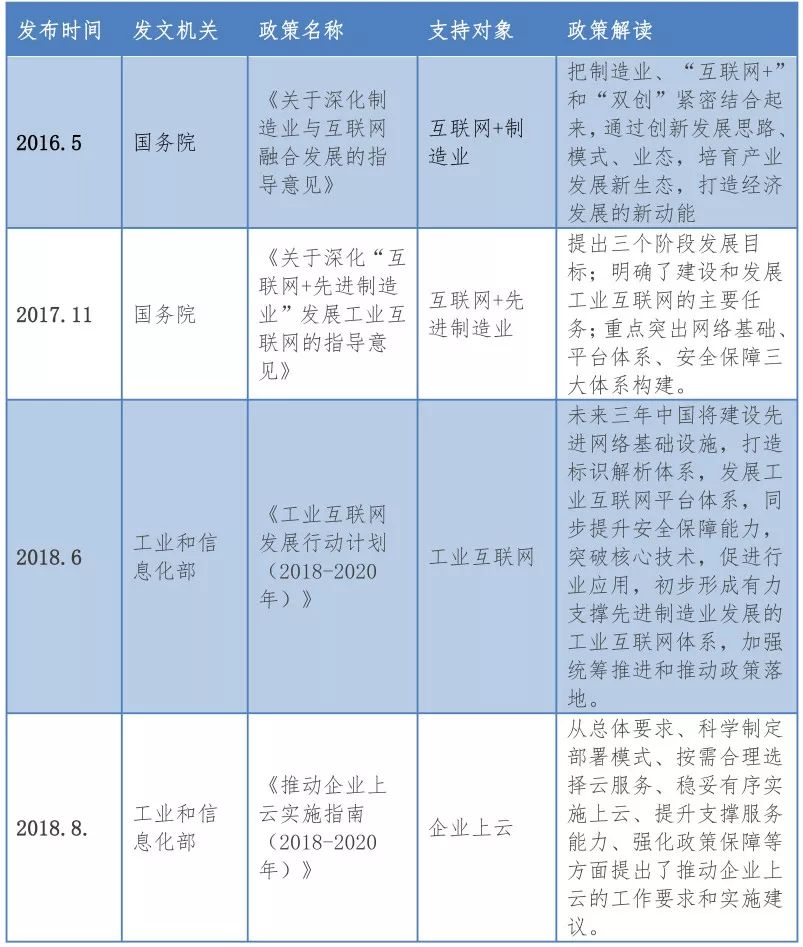 发布时间 发文机关 政策名称 支持对象 政策解读
2016.5
国务院
《关于深化制
造业与互联网
融合发展的指
导意见》
互联网+制
造业
把制造业、“互联网+”
和“双创”紧密结合起
来，通过创新发展思路、
模式、业态，培育产业
发展新生态，打造经济
发展的新动能
2017.11
国务院
《关于深化“互
联网+先进制造
业”发展工业互
联网的指导意
见》
互联网+先
进制造业
提出三个阶段发展目
标；明确了建设和发展
工业互联网的主要任
务；重点突出网络基础、
平台体系、安全保障三
大体系构建。
2018.6
工业和信
息化部
《工业互联网
发展行动计划
（2018-2020
年）》
工业互联网
未来三年中国将建设先
进网络基础设施，打造
标识解析体系，发展工
业互联网平台体系，同
步提升安全保障能力，
突破核心技术，促进行
业应用，初步形成有力
支撑先进制造业发展的
工业互联网体系，加强
统筹推进和推动政策落
地。
2018.8.
工业和信
息化部
《推动企业上
云实施指南
（2018-2020
年）》
企业上云
从总体要求、科学制定
部署模式、按需合理选
择云服务、稳妥有序实
施上云、提升支撑服务
能力、强化政策保障等
方面提出了推动企业上
云的工作要求和实施建
议。